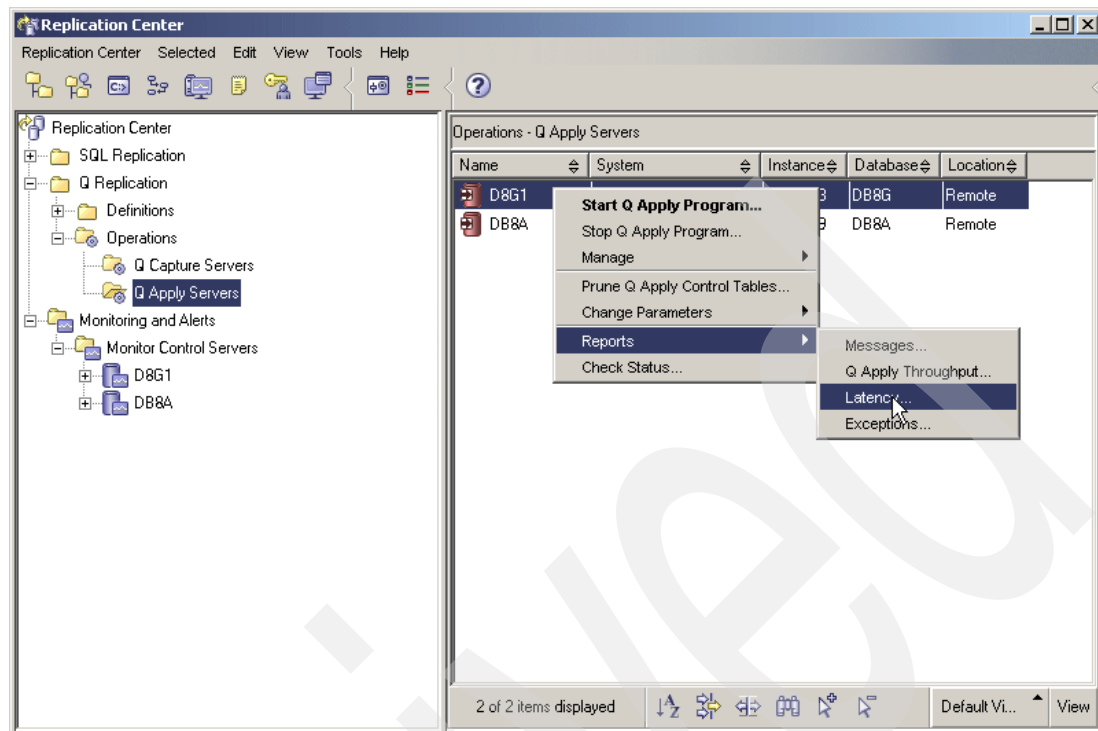 Replication Center
Replication Center Selected Edit View Tools Help
Replication Center
SQL Replication
Q Replication
Definitions
Operations
Q Capture Servers
Q Apply Servers
Monitoring and Alerts
Monitor Control Servers
D8G1
DB8A
Operations - Q Apply Servers
Name System Instance Database Location
D8G1 3 DB8G Remote
DB8A 9 DB8A Remote
Start Q Apply Program...
Stop Q Apply Program...
Manage
Prune Q Apply Control Tables...
Change Parameters
Reports
Check Status...
Messages...
Q Apply Throughput...
Latency...
Exceptions...
2 of 2 items displayed Default Vi... View